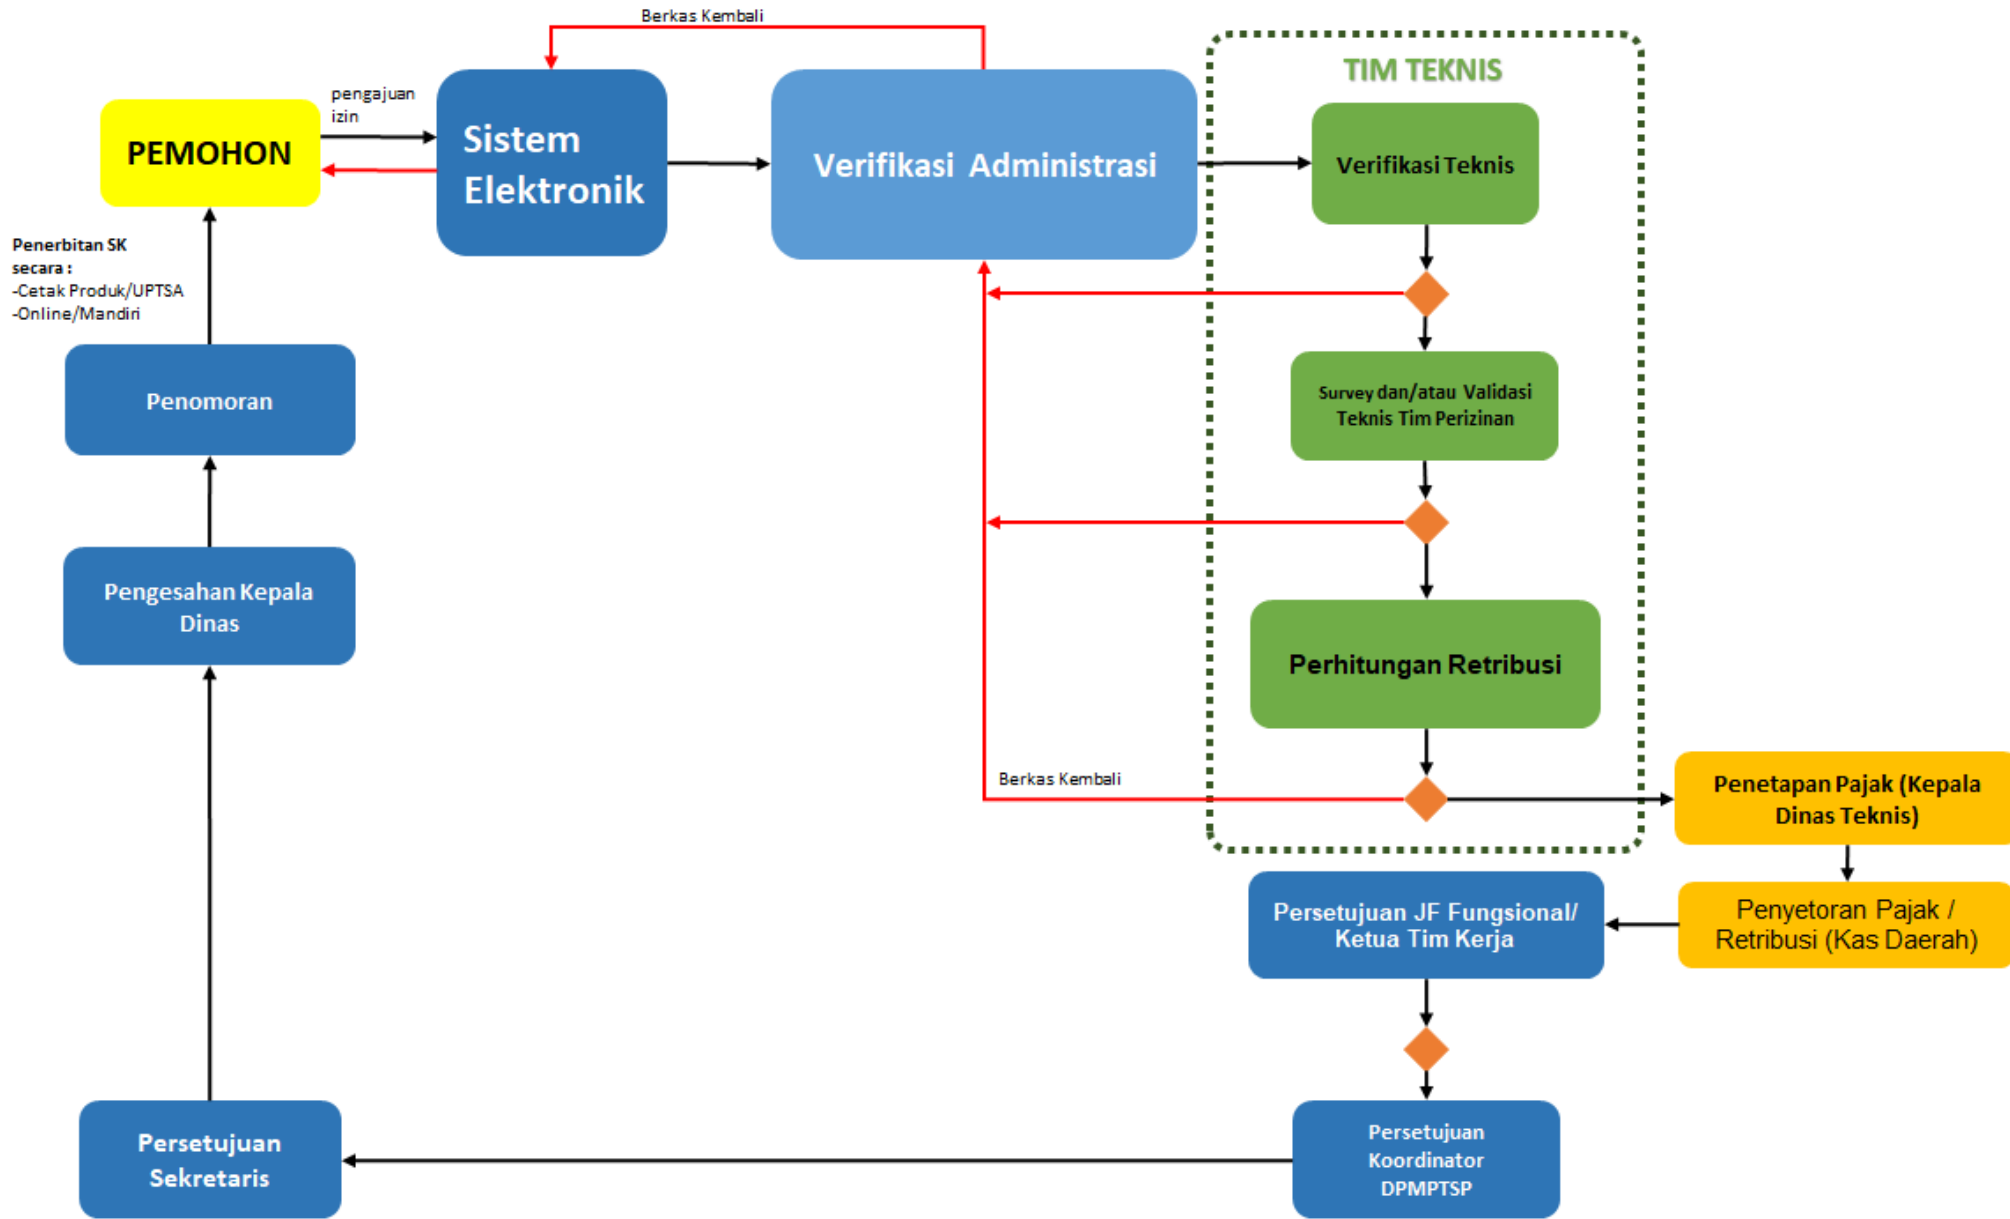 Berkas Kembali
TIM TEKNIS
pengajuan
izin
PEMOHON
Sistem
Elektronik
Verifikasi Administrasi
Verifikasi Teknis
Penerbitan SK
secara :
-Cetak Produk/UPTSA
-Online/Mandiri
Penomoran
Survey dan/atau Validasi
Teknis Tim Perizinan
Pengesahan Kepala
Dinas
Perhitungan Retribusi
Berkas Kembali
Penetapan Pajak (Kepala
Dinas Teknis)
Persetujuan JF Fungsional/
Ketua Tim Kerja
Penyetoran Pajak /
Retribusi (Kas Daerah)
Persetujuan
Sekretaris
Persetujuan
Koordinator
DPMPTSP